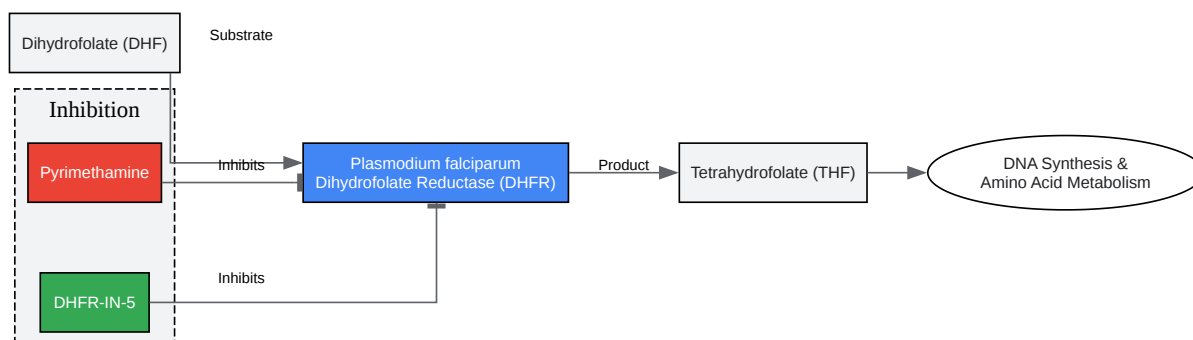 Dihydrofolate (DHF)
Substrate
Inhibition
Pyrimethamine
Inhibits
Plasmodium falciparum
Dihydrofolate Reductase (DHFR)
Product
Tetrahydrofolate (THF)
DNA Synthesis &
Amino Acid Metabolism
DHFR-IN-5
Inhibits